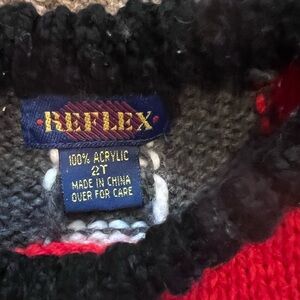 REFLEX
100% ACRYLIC
2T
MADE IN CHINA
OVER FOR CARE